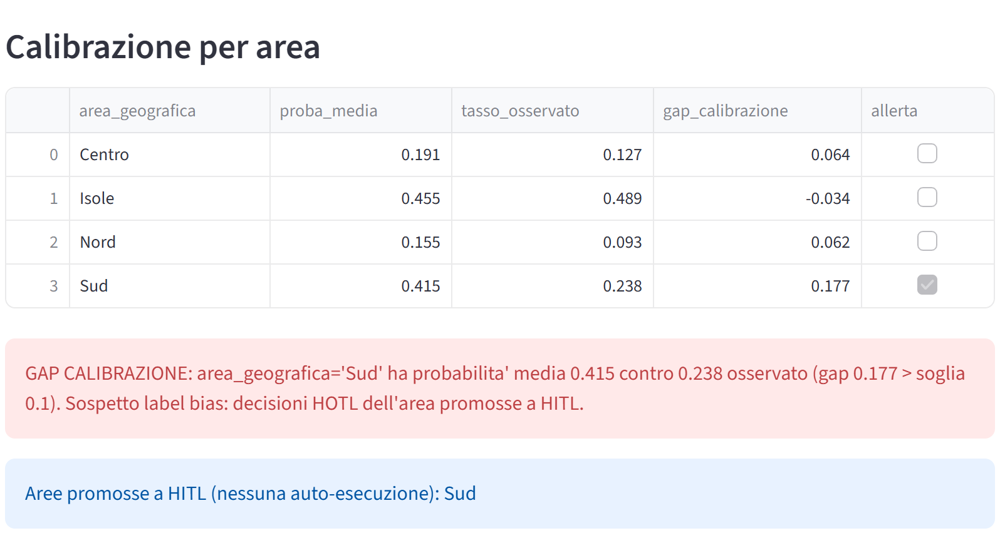 Calibrazione per area
area_geografica proba_media tasso_osservato gap_calibrazione allerta
0 Centro 0.191 0.127 0.064
1 Isole 0.455 0.489 -0.034
2 Nord 0.155 0.093 0.062
3 Sud 0.415 0.238 0.177
GAP CALIBRAZIONE: area_geografica='Sud' ha probabilita' media 0.415 contro 0.238 osservato (gap 0.177 > soglia
0.1). Sospetto label bias: decisioni HOTL dell'area promosse a HITL.
Aree promosse a HITL (nessuna auto-esecuzione): Sud